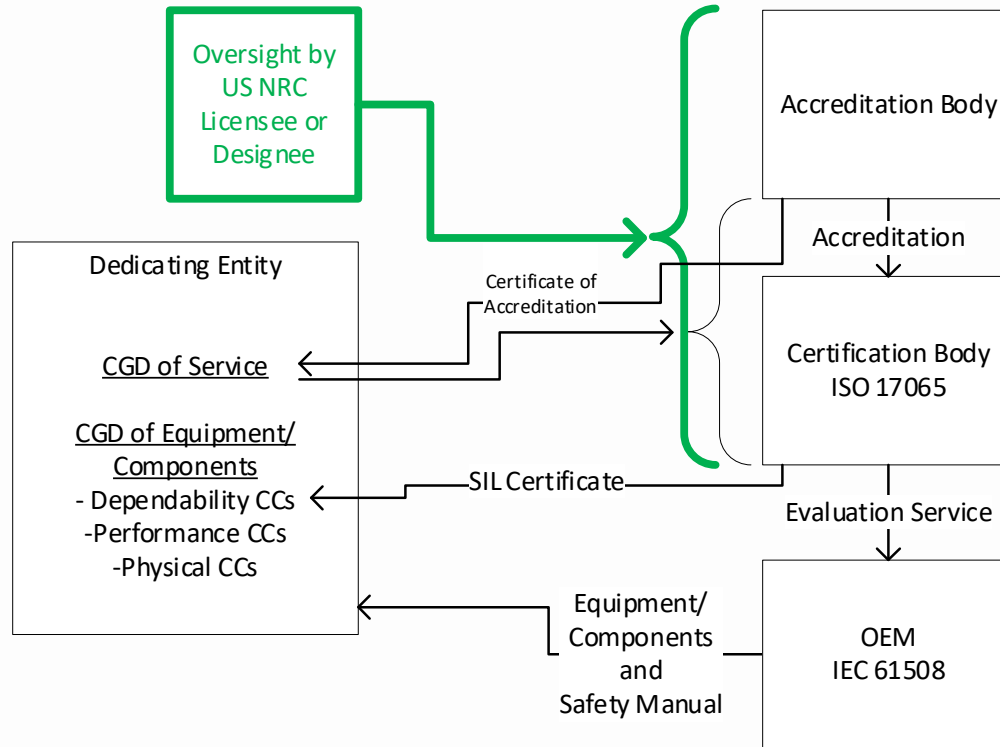 Oversight by
US NRC
Licensee or
Designee
Accreditation Body
Accreditation
Dedicating Entity
Certificate of
Accreditation
CGD of Service
Certification Body
ISO 17065
CGD of Equipment/
Components
- Dependability CCs
-Performance CCs
-Physical CCs
SIL Certificate
Evaluation Service
Equipment/
Components
and
Safety Manual
OEM
IEC 61508